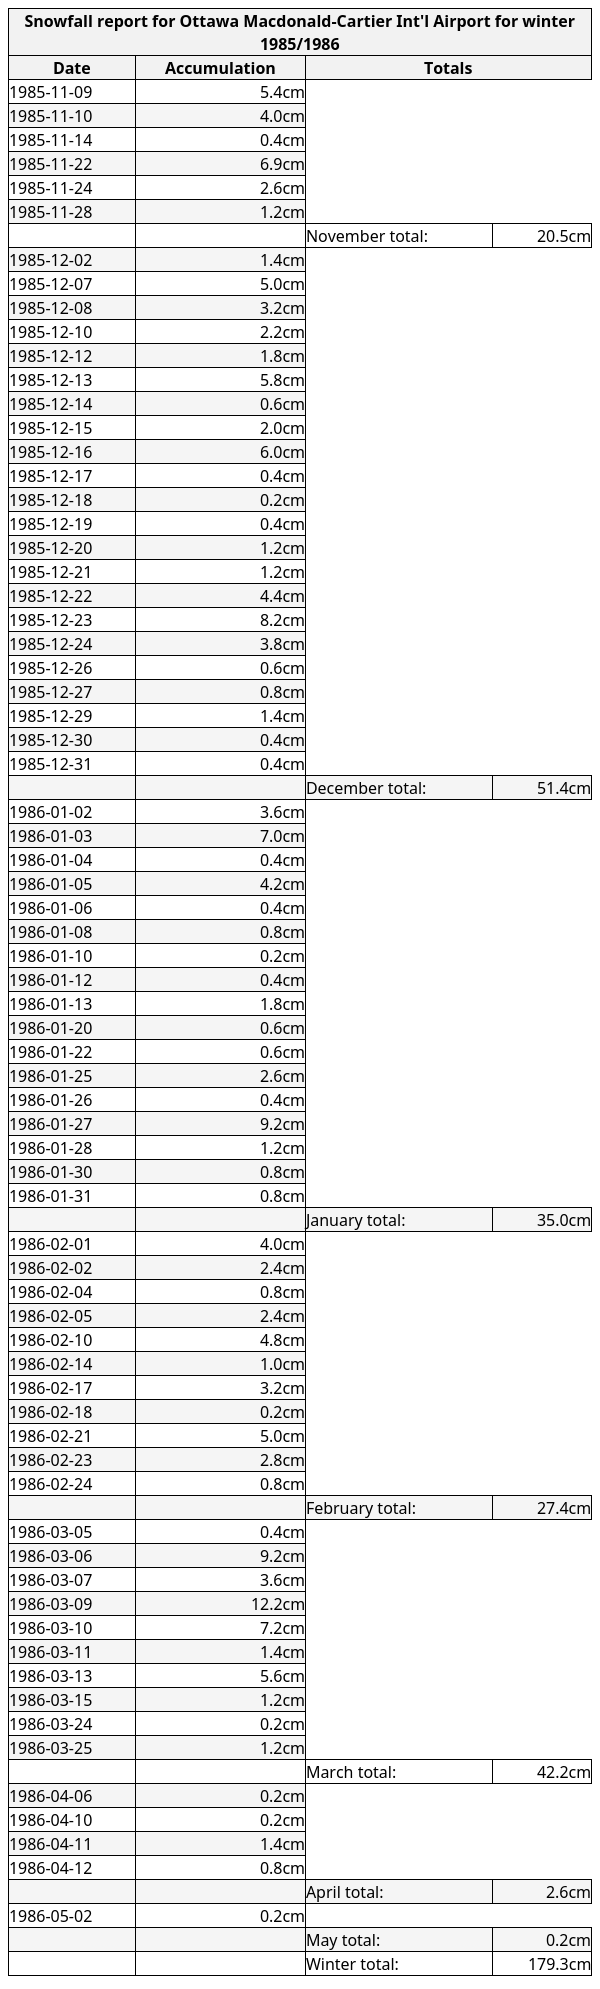 Snowfall report for Ottawa Macdonald-Cartier Int'l Airport for winter
1985/1986
Date Accumulation Totals
1985-11-09 5.4cm
1985-11-10 4.0cm
1985-11-14 0.4cm
1985-11-22 6.9cm
1985-11-24 2.6cm
1985-11-28 1.2cm
November total: 20.5cm
1985-12-02 1.4cm
1985-12-07 5.0cm
1985-12-08 3.2cm
1985-12-10 2.2cm
1985-12-12 1.8cm
1985-12-13 5.8cm
1985-12-14 0.6cm
1985-12-15 2.0cm
1985-12-16 6.0cm
1985-12-17 0.4cm
1985-12-18 0.2cm
1985-12-19 0.4cm
1985-12-20 1.2cm
1985-12-21 1.2cm
1985-12-22 4.4cm
1985-12-23 8.2cm
1985-12-24 3.8cm
1985-12-26 0.6cm
1985-12-27 0.8cm
1985-12-29 1.4cm
1985-12-30 0.4cm
1985-12-31 0.4cm
December total: 51.4cm
1986-01-02 3.6cm
1986-01-03 7.0cm
1986-01-04 0.4cm
1986-01-05 4.2cm
1986-01-06 0.4cm
1986-01-08 0.8cm
1986-01-10 0.2cm
1986-01-12 0.4cm
1986-01-13 1.8cm
1986-01-20 0.6cm
1986-01-22 0.6cm
1986-01-25 2.6cm
1986-01-26 0.4cm
1986-01-27 9.2cm
1986-01-28 1.2cm
1986-01-30 0.8cm
1986-01-31 0.8cm
January total: 35.0cm
1986-02-01 4.0cm
1986-02-02 2.4cm
1986-02-04 0.8cm
1986-02-05 2.4cm
1986-02-10 4.8cm
1986-02-14 1.0cm
1986-02-17 3.2cm
1986-02-18 0.2cm
1986-02-21 5.0cm
1986-02-23 2.8cm
1986-02-24 0.8cm
February total: 27.4cm
1986-03-05 0.4cm
1986-03-06 9.2cm
1986-03-07 3.6cm
1986-03-09 12.2cm
1986-03-10 7.2cm
1986-03-11 1.4cm
1986-03-13 5.6cm
1986-03-15 1.2cm
1986-03-24 0.2cm
1986-03-25 1.2cm
March total: 42.2cm
1986-04-06 0.2cm
1986-04-10 0.2cm
1986-04-11 1.4cm
1986-04-12 0.8cm
April total: 2.6cm
1986-05-02 0.2cm
May total: 0.2cm
Winter total: 179.3cm